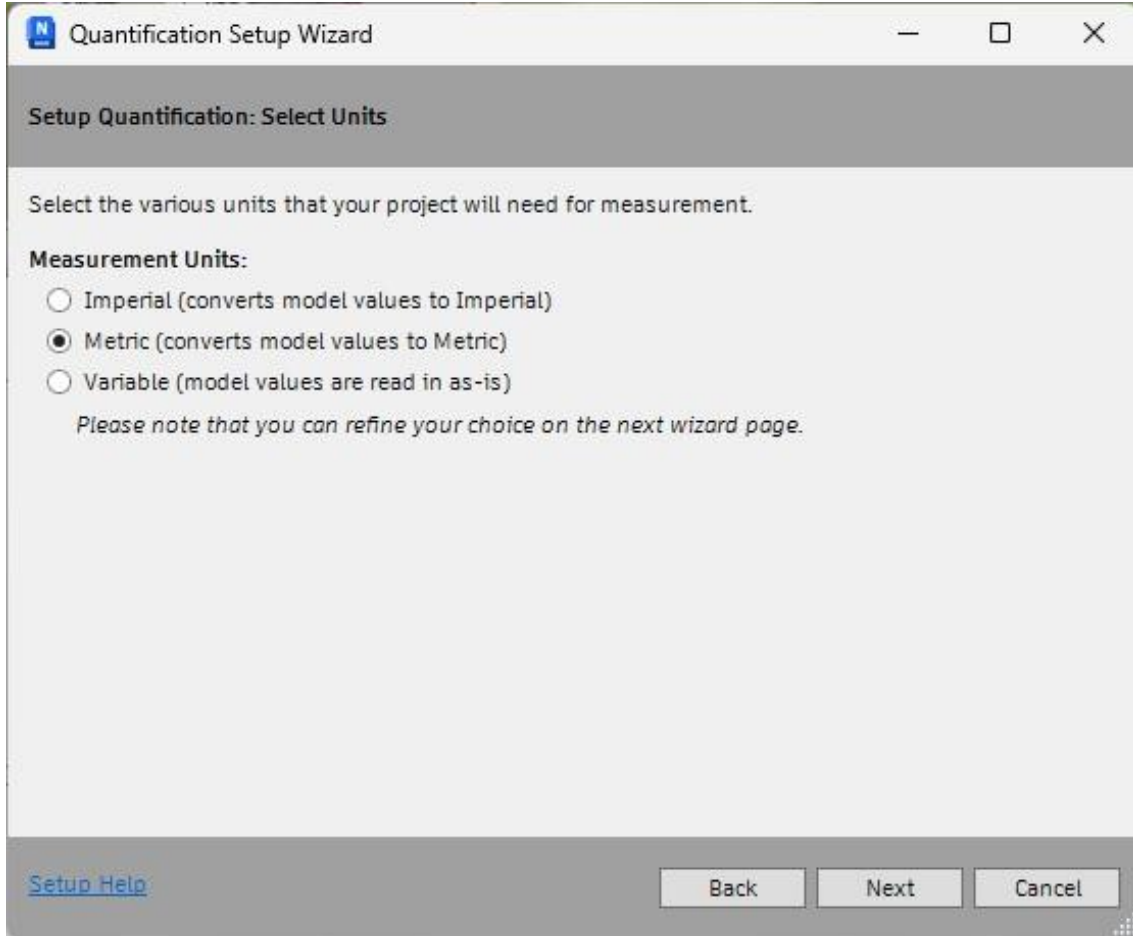 Quantification Setup Wizard
Setup Quantification: Select Units
Select the various units that your project will need for measurement.
Measurement Units:
Imperial (converts model values to Imperial)
Metric (converts model values to Metric)
Variable (model values are read in as-is)
Please note that you can refine your choice on the next wizard page.
Setup Help
Back Next Cancel